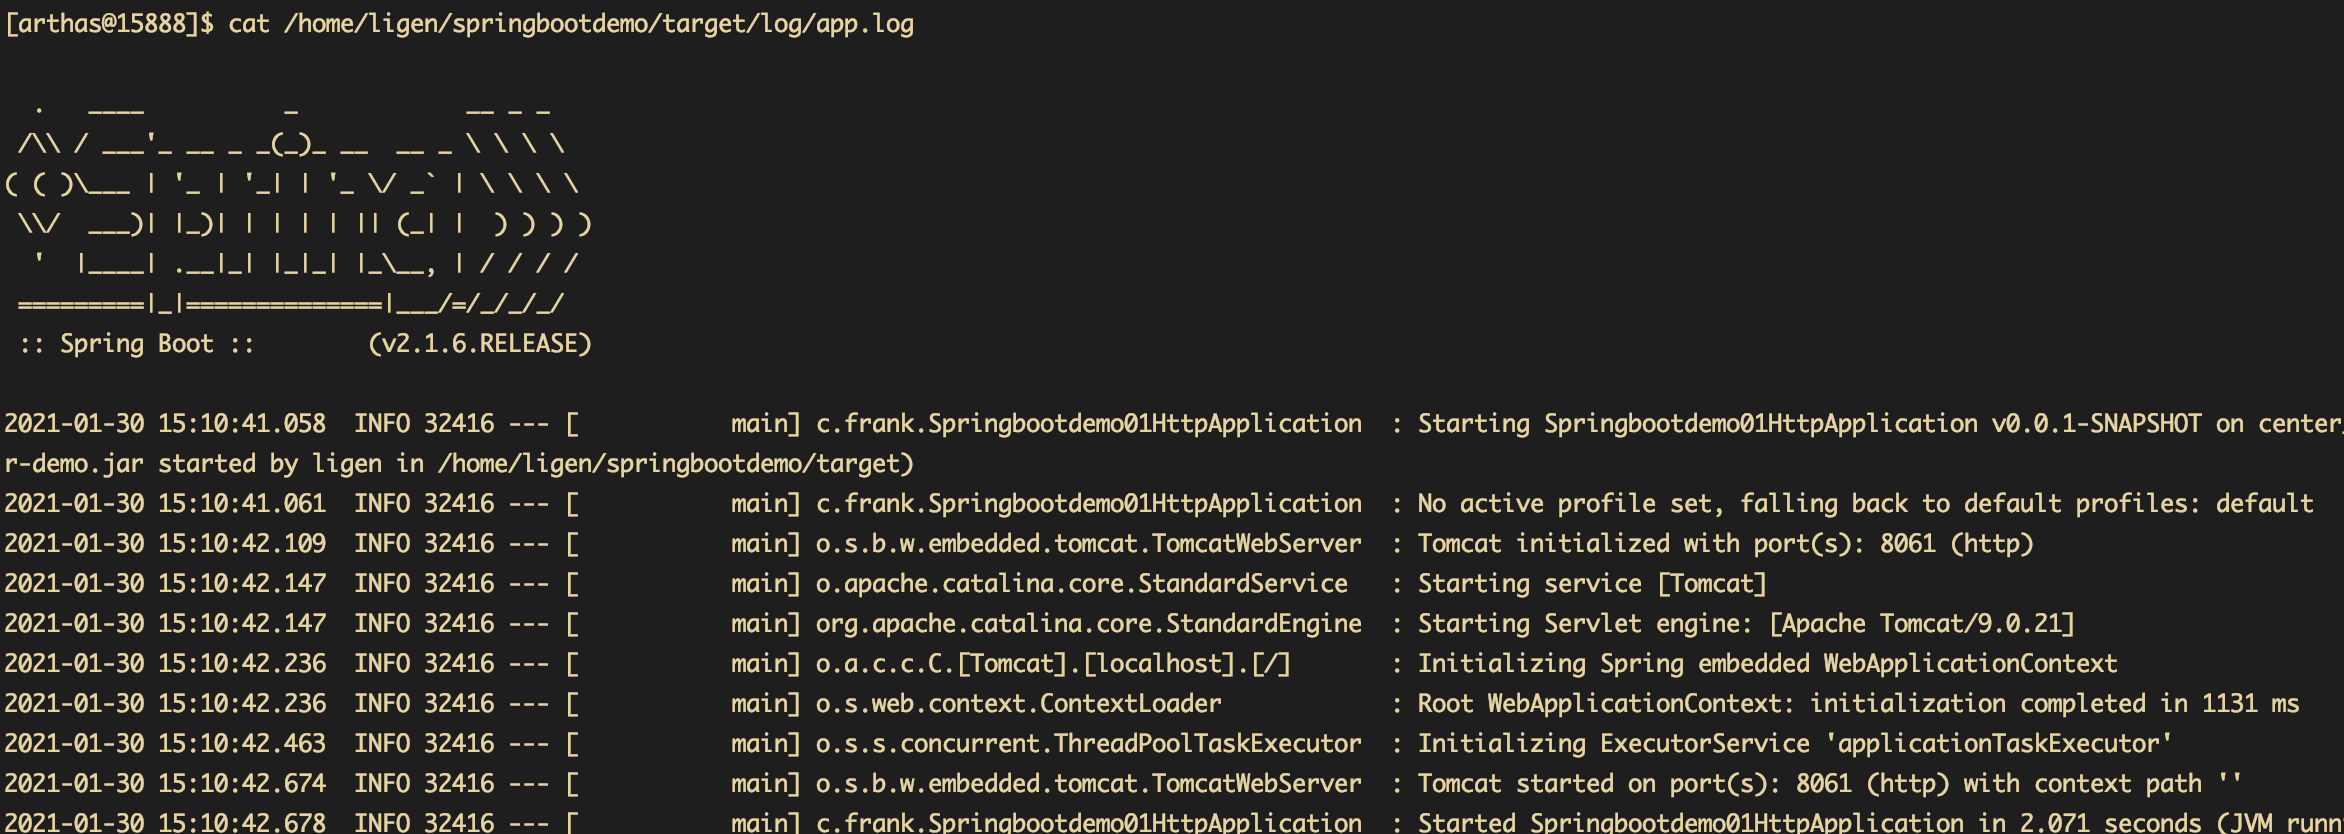 [arthas@15888]$ cat /home/ligen/springbootdemo/target/log/app.log
  .   ____          _            __ _ _
 /\\ / ___'_ __ _ _(_)_ __  __ _ \ \ \ \
( ( )\___ | '_ | '_| | '_ \/ _` | \ \ \ \
 \\/  ___)| |_)| | | | | || (_| |  ) ) ) )
  '  |____| .__|_| |_|_| |_\__, | / / / /
 =========|_|==============|___/=/_/_/_/
 :: Spring Boot ::        (v2.1.6.RELEASE)
2021-01-30 15:10:41.058  INFO 32416 --- [           main] c.frank.Springbootdemo01HttpApplication  : Starting Springbootdemo01HttpApplication v0.0.1-SNAPSHOT on center_
r-demo.jar started by ligen in /home/ligen/springbootdemo/target)
2021-01-30 15:10:41.061  INFO 32416 --- [           main] c.frank.Springbootdemo01HttpApplication  : No active profile set, falling back to default profiles: default
2021-01-30 15:10:42.109  INFO 32416 --- [           main] o.s.b.w.embedded.tomcat.TomcatWebServer  : Tomcat initialized with port(s): 8061 (http)
2021-01-30 15:10:42.147  INFO 32416 --- [           main] o.apache.catalina.core.StandardService   : Starting service [Tomcat]
2021-01-30 15:10:42.147  INFO 32416 --- [           main] org.apache.catalina.core.StandardEngine  : Starting Servlet engine: [Apache Tomcat/9.0.21]
2021-01-30 15:10:42.236  INFO 32416 --- [           main] o.a.c.c.C.[Tomcat].[localhost].[/]       : Initializing Spring embedded WebApplicationContext
2021-01-30 15:10:42.236  INFO 32416 --- [           main] o.s.web.context.ContextLoader            : Root WebApplicationContext: initialization completed in 1131 ms
2021-01-30 15:10:42.463  INFO 32416 --- [           main] o.s.s.concurrent.ThreadPoolTaskExecutor  : Initializing ExecutorService 'applicationTaskExecutor'
2021-01-30 15:10:42.674  INFO 32416 --- [           main] o.s.b.w.embedded.tomcat.TomcatWebServer  : Tomcat started on port(s): 8061 (http) with context path ''
2021-01-30 15:10:42.678  INFO 32416 --- [           main] c.frank.Springbootdemo01HttpApplication  : Started Springbootdemo01HttpApplication in 2.071 seconds (JVM runn